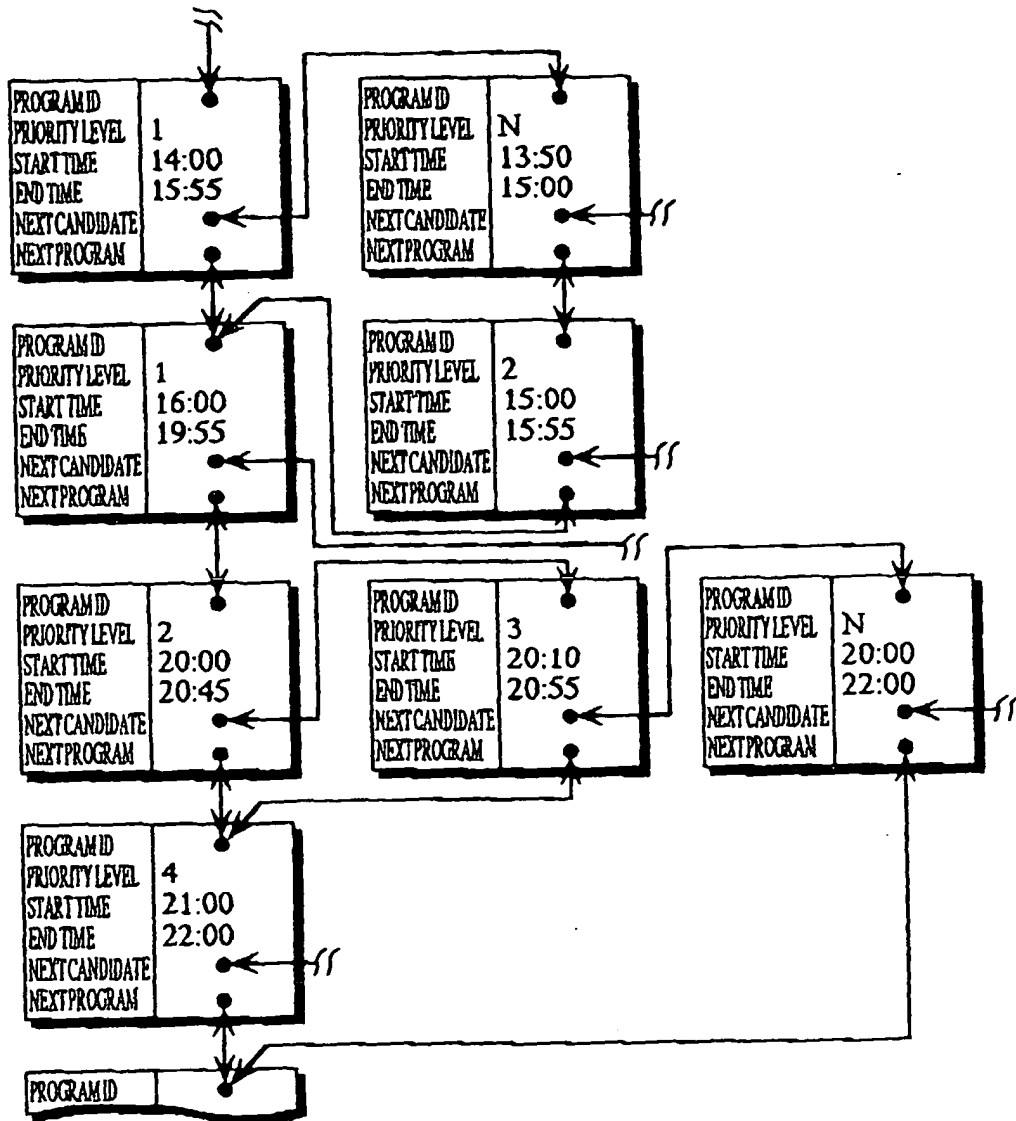 PROGRAM ID
PRIORITY LEVEL 1
START TIME 14:00
END TIME 15:55
NEXT CANDIDATE
NEXT PROGRAM
PROGRAM ID
PRIORITY LEVEL N
START TIME 13:50
END TIME 15:00
NEXT CANDIDATE
NEXT PROGRAM
PROGRAM ID
PRIORITY LEVEL 1
START TIME 16:00
END TIME 19:55
NEXT CANDIDATE
NEXT PROGRAM
PROGRAM ID
PRIORITY LEVEL 2
START TIME 15:00
END TIME 15:55
NEXT CANDIDATE
NEXT PROGRAM
PROGRAM ID
PRIORITY LEVEL 2
START TIME 20:00
END TIME 20:45
NEXT CANDIDATE
NEXT PROGRAM
PROGRAM ID
PRIORITY LEVEL 3
START TIME 20:10
END TIME 20:55
NEXT CANDIDATE
NEXT PROGRAM
PROGRAM ID
PRIORITY LEVEL N
START TIME 20:00
END TIME 22:00
NEXT CANDIDATE
NEXT PROGRAM
PROGRAM ID
PRIORITY LEVEL 4
START TIME 21:00
END TIME 22:00
NEXT CANDIDATE
NEXT PROGRAM
PROGRAM ID